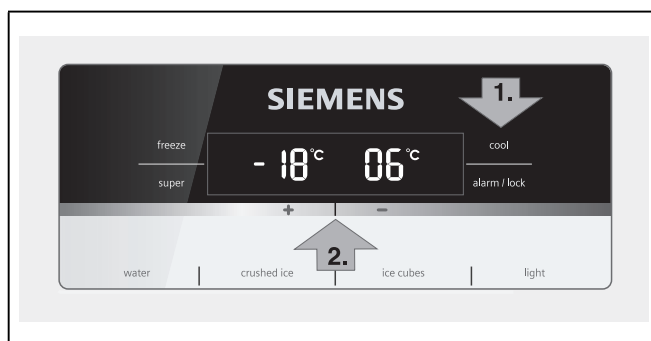 SIEMENS
1.
freeze
cool
- 18°C 06°C
super
alarm / lock
+ -
2.
water crushed ice ice cubes light